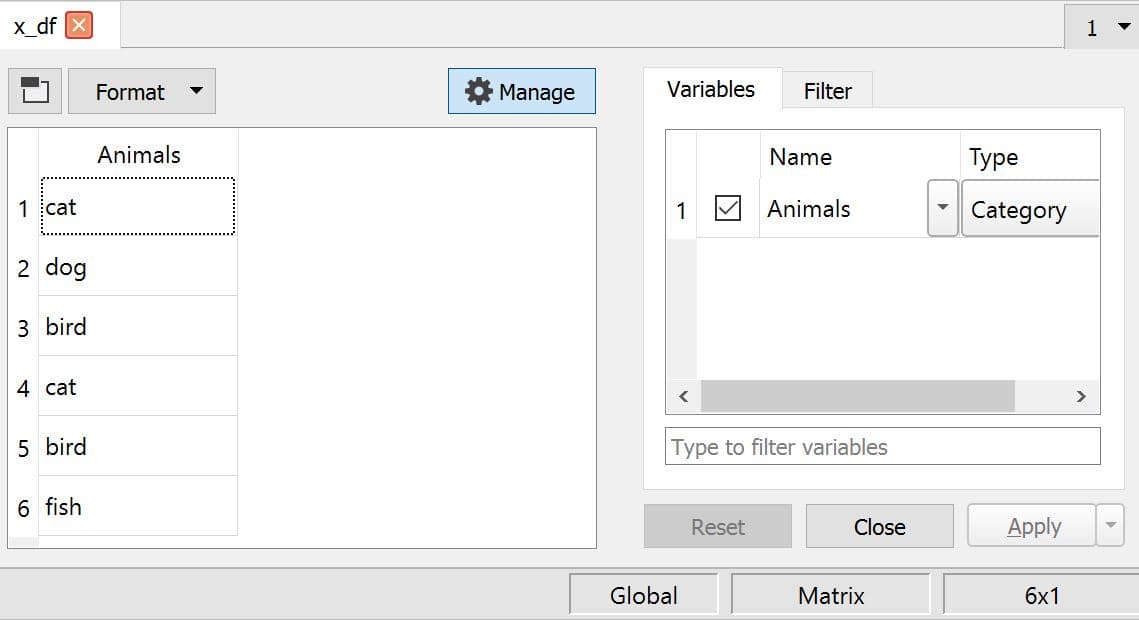 x_df
1
Format
Manage
Variables
Filter
Animals
1 cat
2 dog
3 bird
4 cat
5 bird
6 fish
Name Type
1 Animals Category
Type to filter variables
Reset Close Apply
Global Matrix 6x1